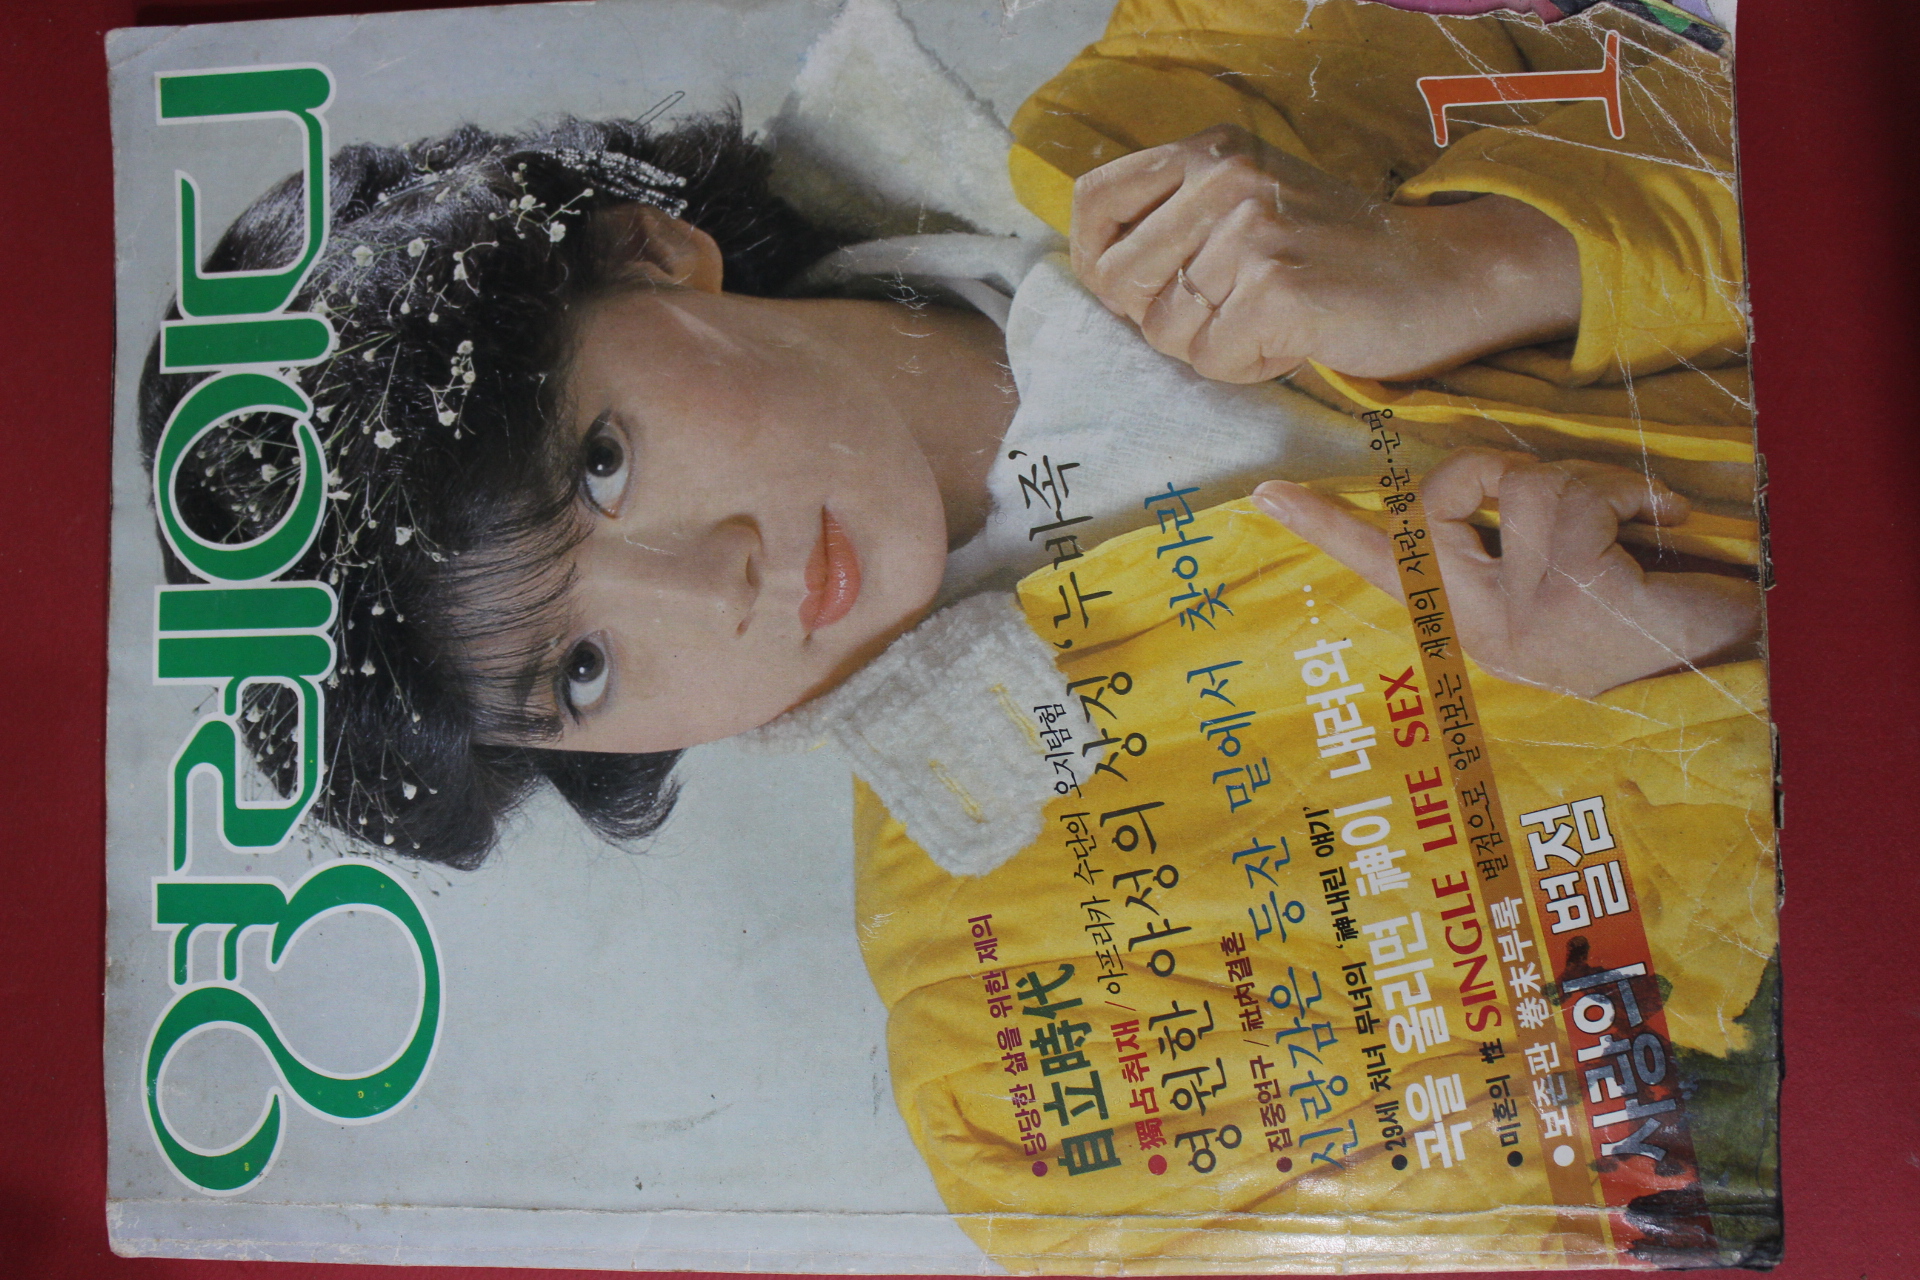 영레이디
1
●당당한 삶을 위한 제의
自立時代
●獨占취재/아프리카 수단의 오지탐험
영원한 야성의 상징 '누바족'
●집중연구/社內결혼
신랑감은 등잔 밑에서 찾아라
●29세 처녀 무녀의 '神내린 얘기'
곡을 올리면 神이 내려와…
●미혼의 性 SINGLE LIFE SEX
●보존판 卷末부록 별점으로 알아보는 새해의 사랑·행운·운명
사랑의 별점